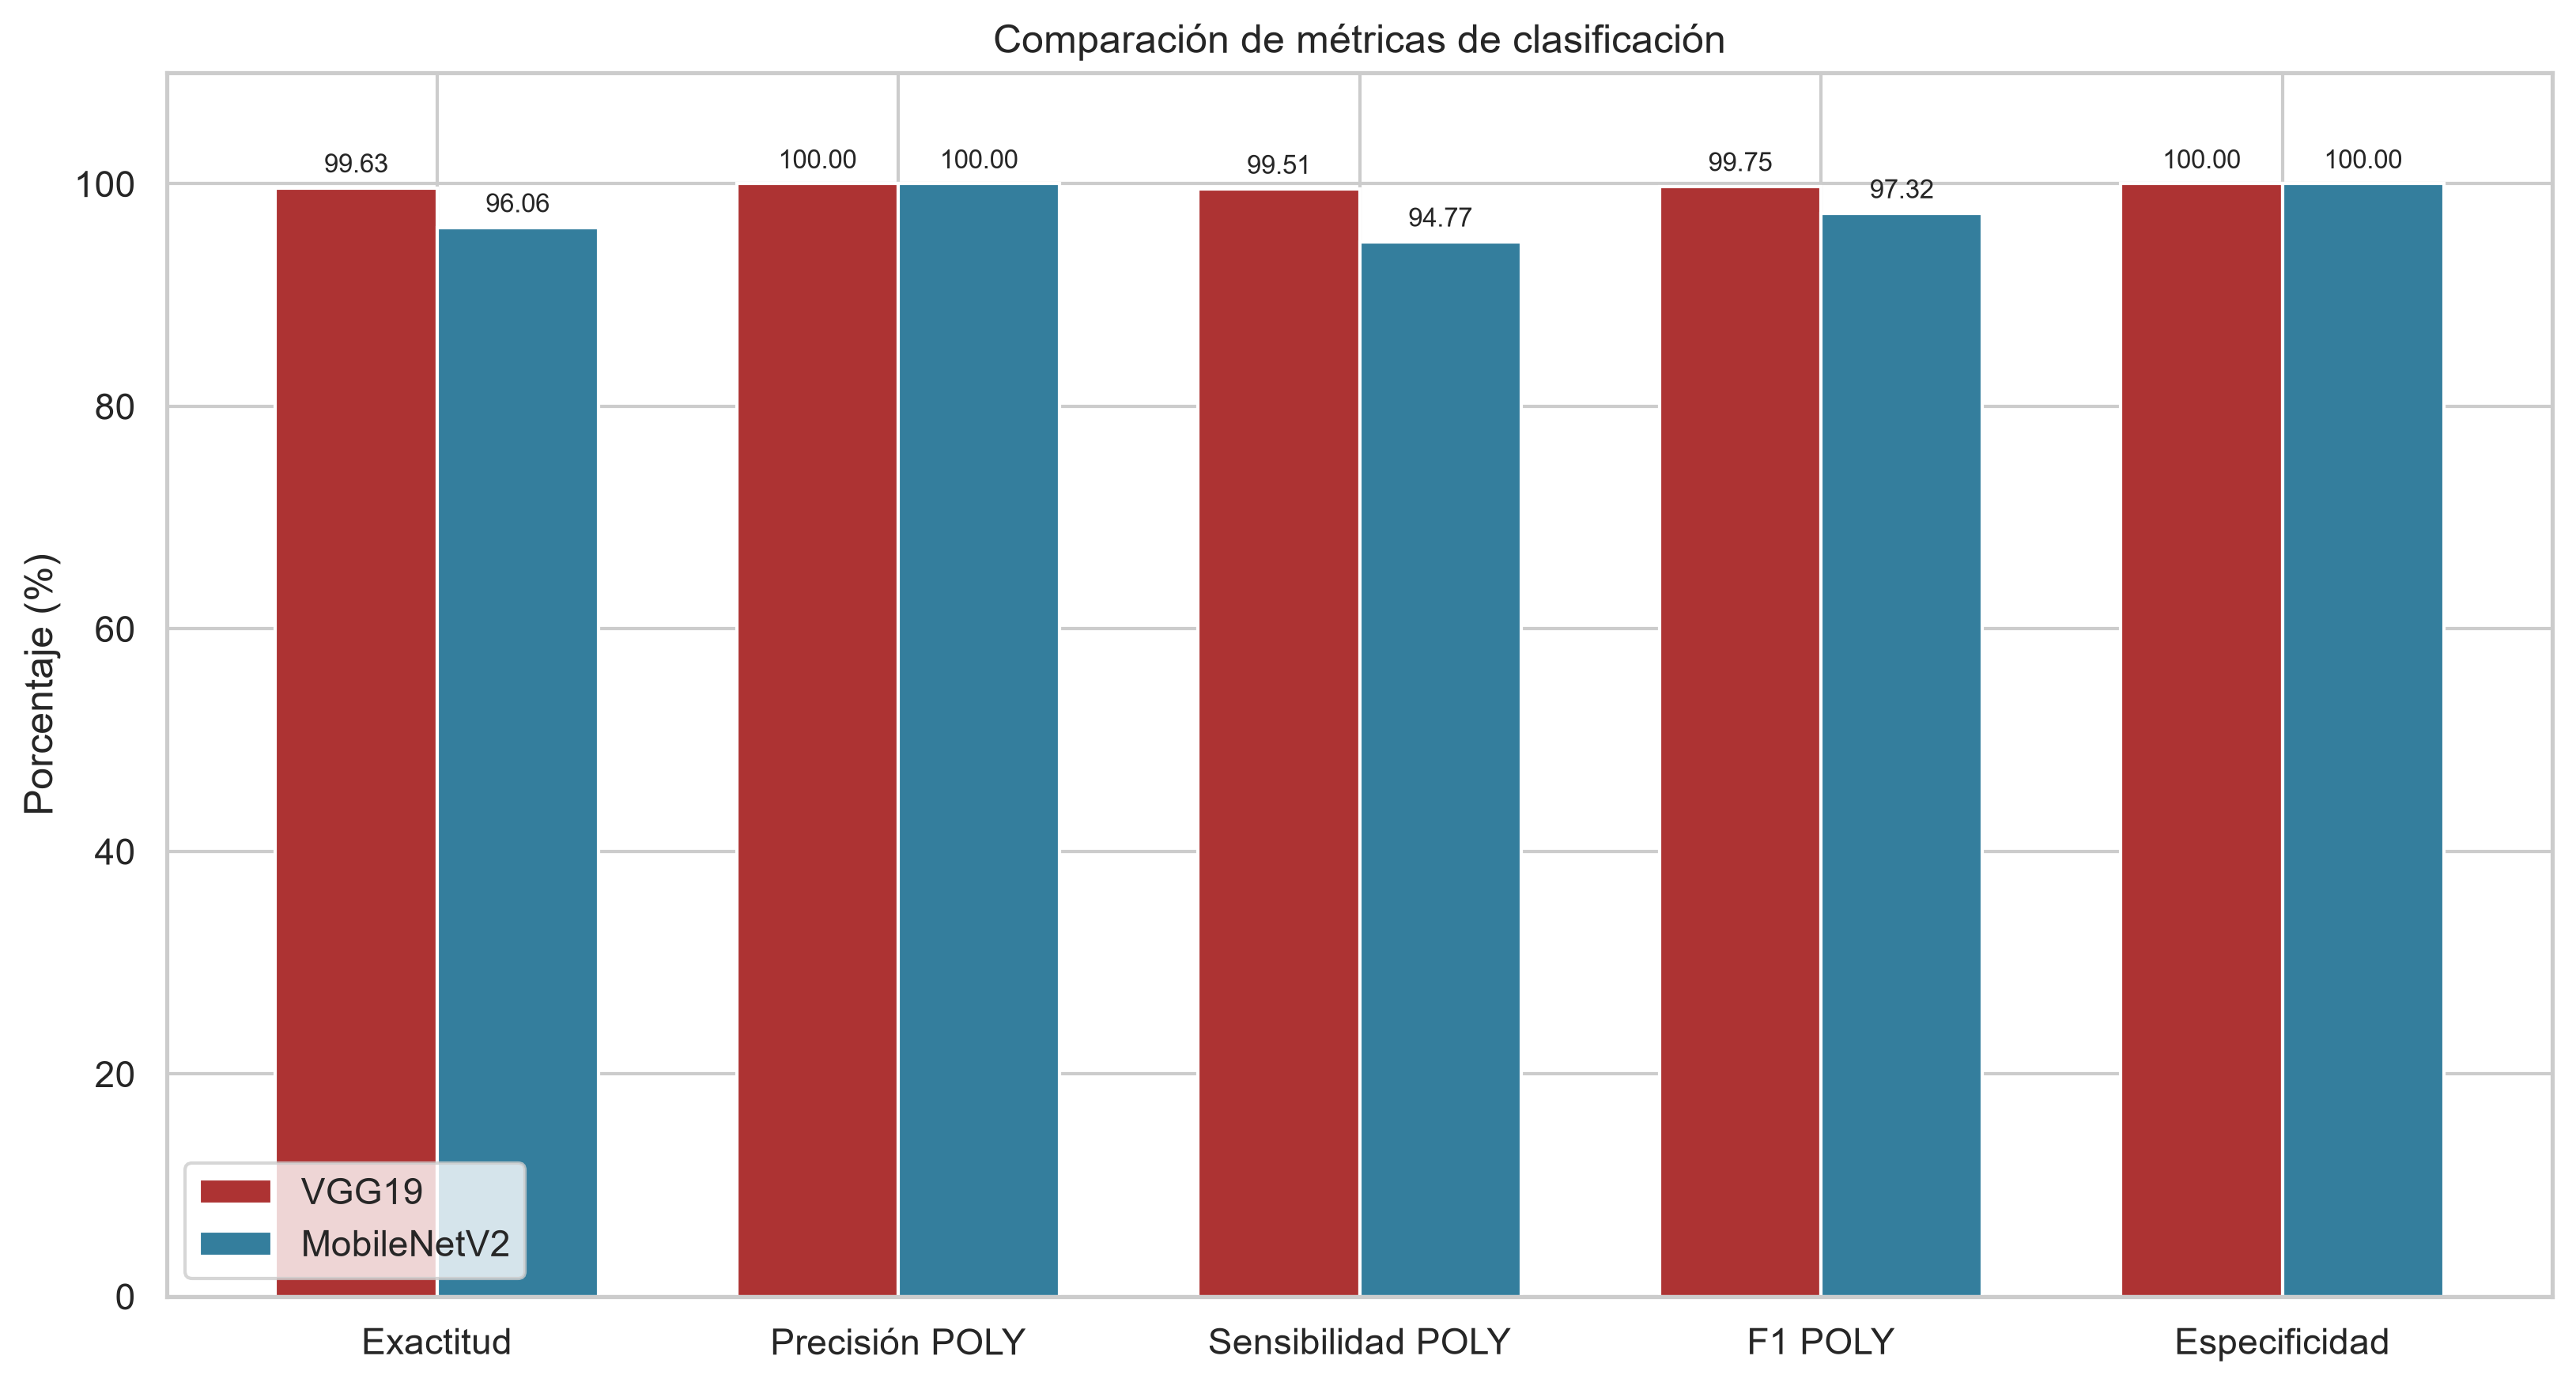 Comparación de métricas de clasificación
Porcentaje (%)
100
80
60
40
20
0
99.63
96.06
100.00
100.00
99.51
94.77
99.75
97.32
100.00
100.00
VGG19
MobileNetV2
Exactitud
Precisión POLY
Sensibilidad POLY
F1 POLY
Especificidad